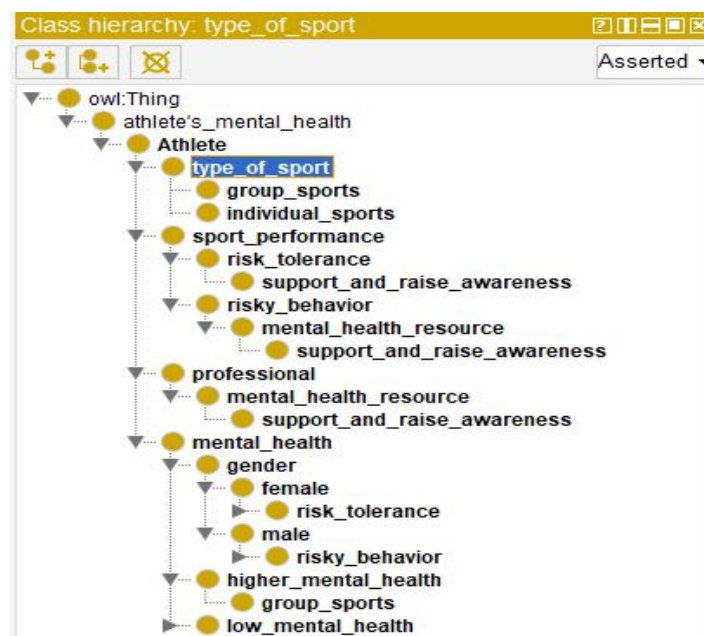 Class hierarchy: type_of_sport
Asserted
owl:Thing
athlete's_mental_health
Athlete
type_of_sport
group_sports
individual_sports
sport_performance
risk_tolerance
support_and_raise_awareness
risky_behavior
mental_health_resource
support_and_raise_awareness
professional
mental_health_resource
support_and_raise_awareness
mental_health
gender
female
risk_tolerance
male
risky_behavior
higher_mental_health
group_sports
low_mental_health